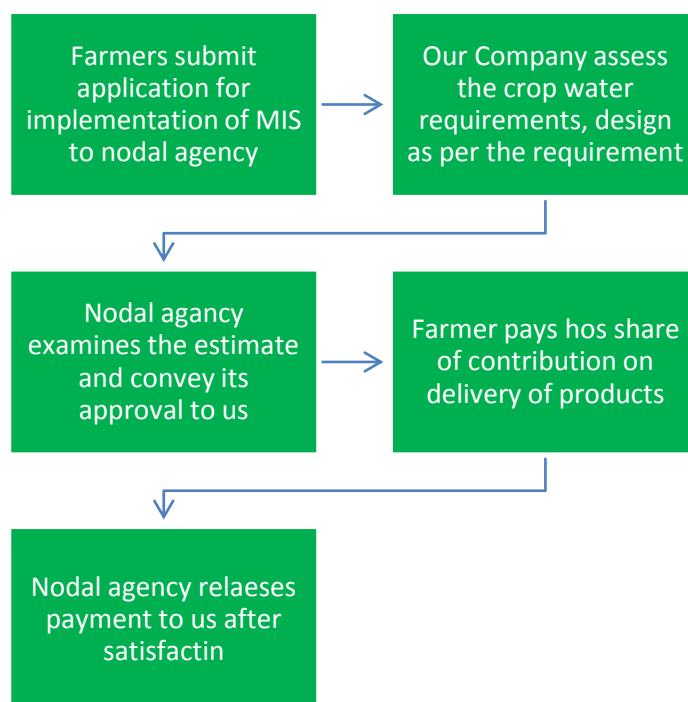 Farmers submit
application for
implementation of MIS
to nodal agency
Our Company assess
the crop water
requirements, design
as per the requirement
Nodal agancy
examines the estimate
and convey its
approval to us
Farmer pays hos share
of contribution on
delivery of products
Nodal agency relaeses
payment to us after
satisfactin